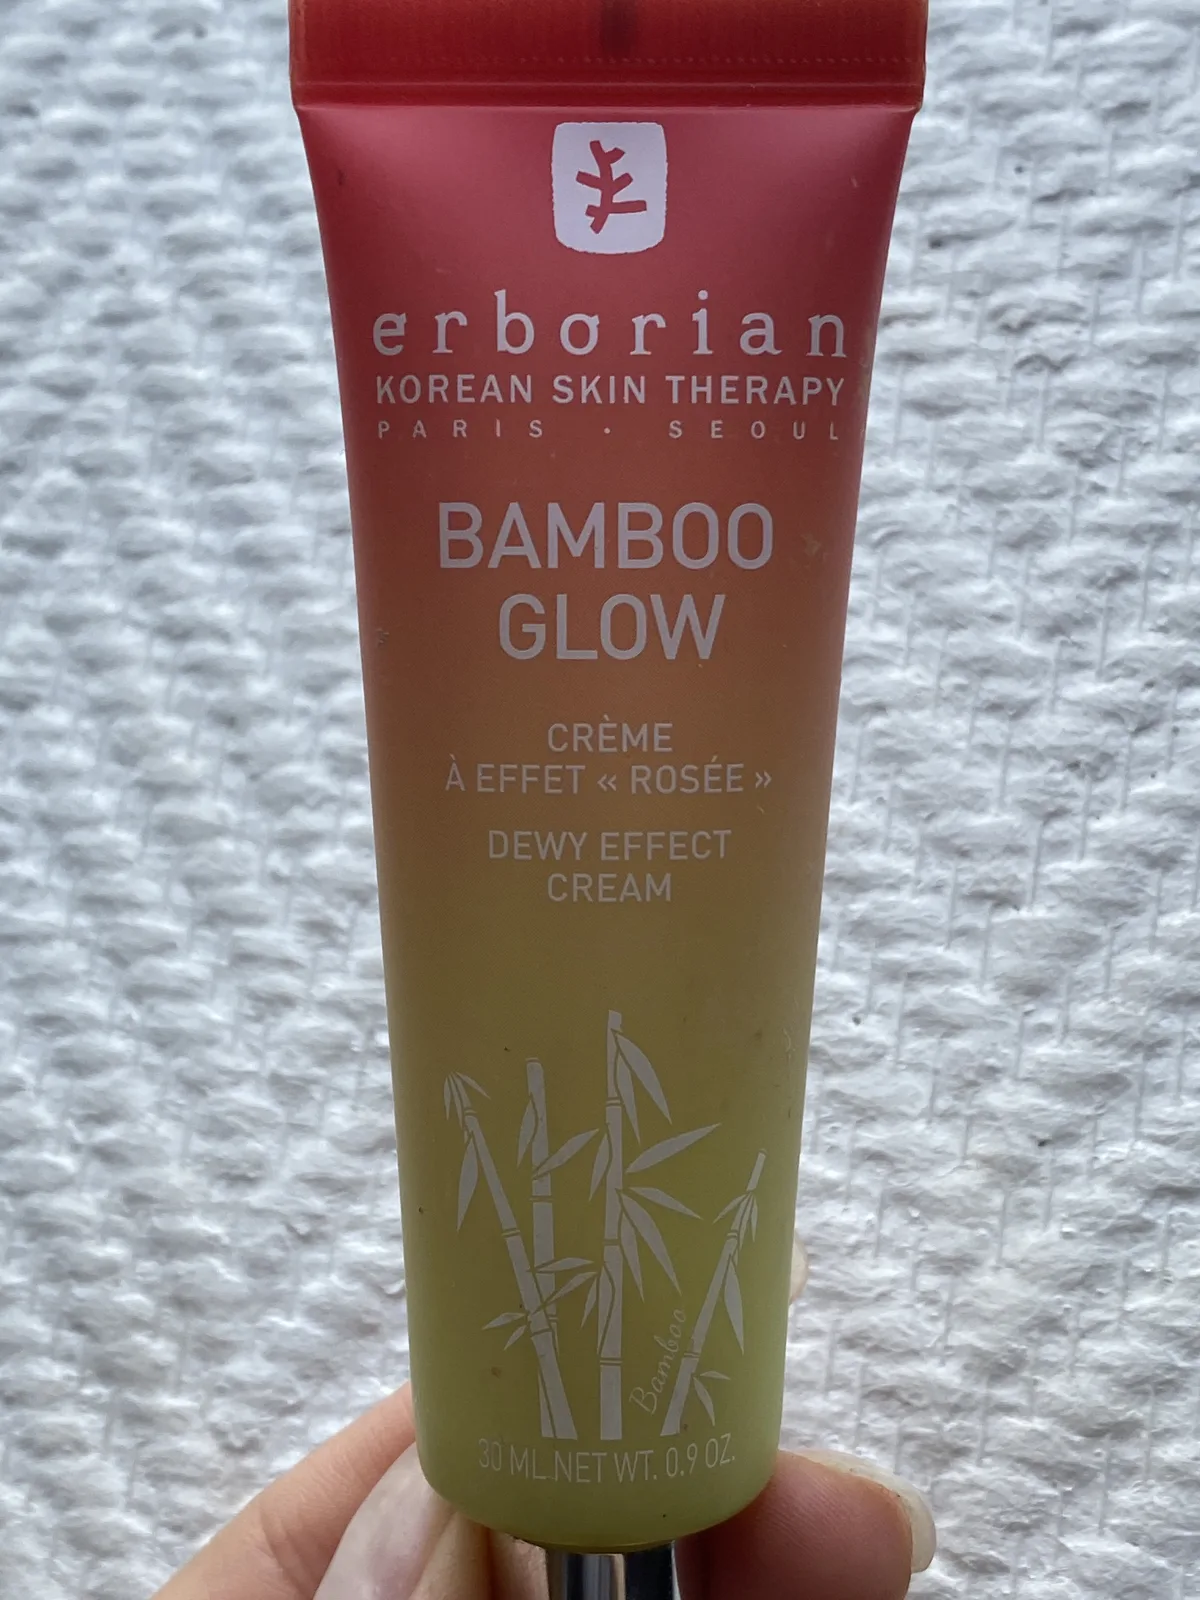 erborian
KOREAN SKIN THERAPY
PARIS · SEOUL
BAMBOO
GLOW
CRÈME
À EFFET « ROSÉE »
DEWY EFFECT
CREAM
Bamboo
30 ML NET WT. 0.9 OZ.